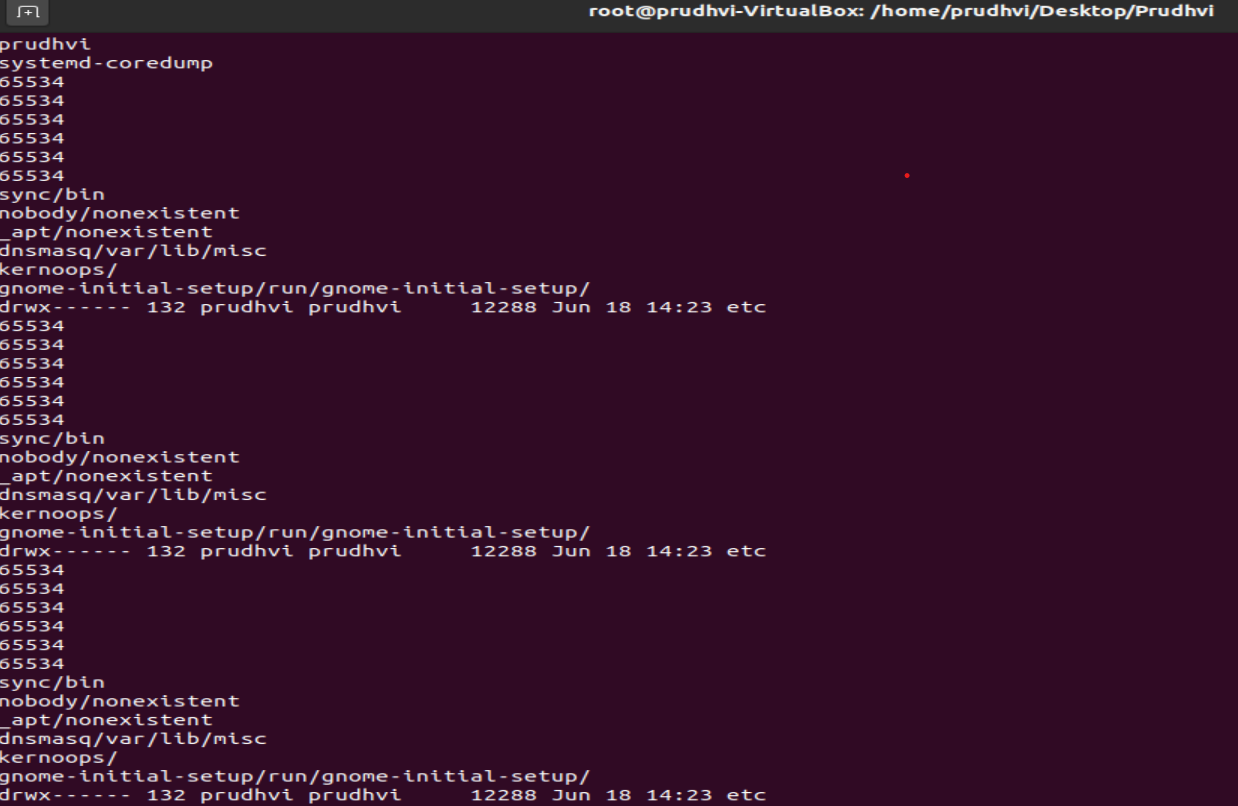 root@prudhvi-VirtualBox: /home/prudhvi/Desktop/Prudhvi
prudhvi
systemd-coredump
65534
65534
65534
65534
65534
65534
sync/bin
nobody/nonexistent
_apt/nonexistent
dnsmasq/var/lib/misc
kernoops/
gnome-initial-setup/run/gnome-initial-setup/
drwx------ 132 prudhvi prudhvi     12288 Jun 18 14:23 etc
65534
65534
65534
65534
65534
65534
sync/bin
nobody/nonexistent
_apt/nonexistent
dnsmasq/var/lib/misc
kernoops/
gnome-initial-setup/run/gnome-initial-setup/
drwx------ 132 prudhvi prudhvi     12288 Jun 18 14:23 etc
65534
65534
65534
65534
65534
65534
sync/bin
nobody/nonexistent
_apt/nonexistent
dnsmasq/var/lib/misc
kernoops/
gnome-initial-setup/run/gnome-initial-setup/
drwx------ 132 prudhvi prudhvi     12288 Jun 18 14:23 etc